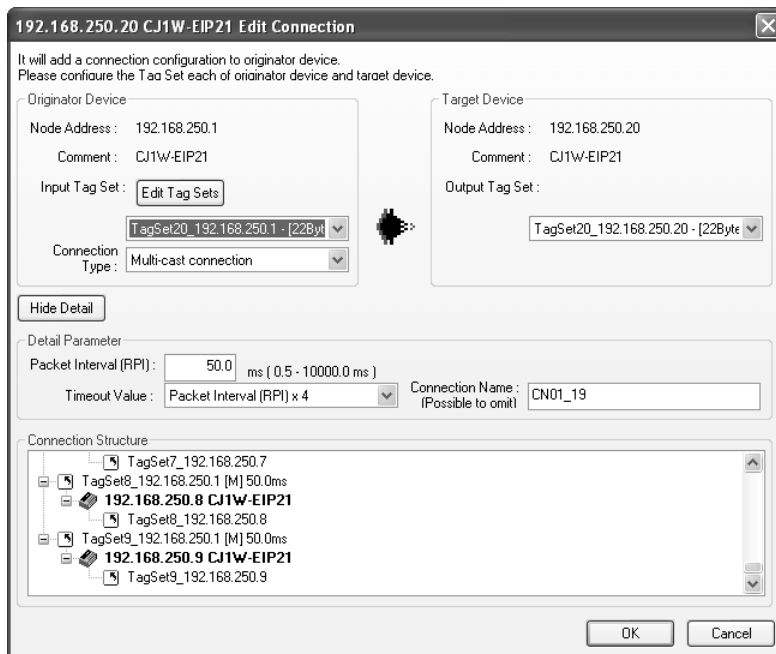 192.168.250.20 CJ1W-EIP21 Edit Connection
It will add a connection configuration to originator device.
Please configure the Tag Set each of originator device and target device.
Originator Device
Node Address : 192.168.250.1
Comment : CJ1W-EIP21
Input Tag Set : Edit Tag Sets
TagSet20_192.168.250.1 - [22Byt
Connection
Type : Multi-cast connection
Target Device
Node Address : 192.168.250.20
Comment : CJ1W-EIP21
Output Tag Set :
TagSet20_192.168.250.20 - [22Byte
Hide Detail
Detail Parameter
Packet Interval (RPI) : 50.0 ms ( 0.5 - 10000.0 ms )
Timeout Value : Packet Interval (RPI) x 4
Connection Name :
(Possible to omit) CN01_19
Connection Structure
TagSet7_192.168.250.7
TagSet8_192.168.250.1 [M] 50.0ms
192.168.250.8 CJ1W-EIP21
TagSet8_192.168.250.8
TagSet9_192.168.250.1 [M] 50.0ms
192.168.250.9 CJ1W-EIP21
TagSet9_192.168.250.9
OK Cancel